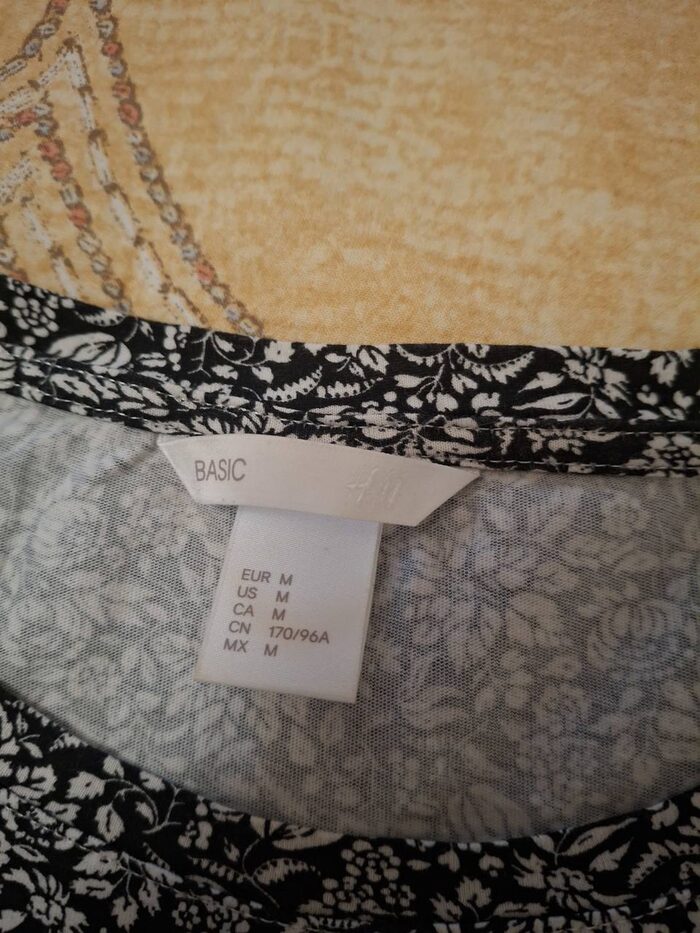 BASIC H&M
EUR M
US M
CA M
CN 170/96A
MX M